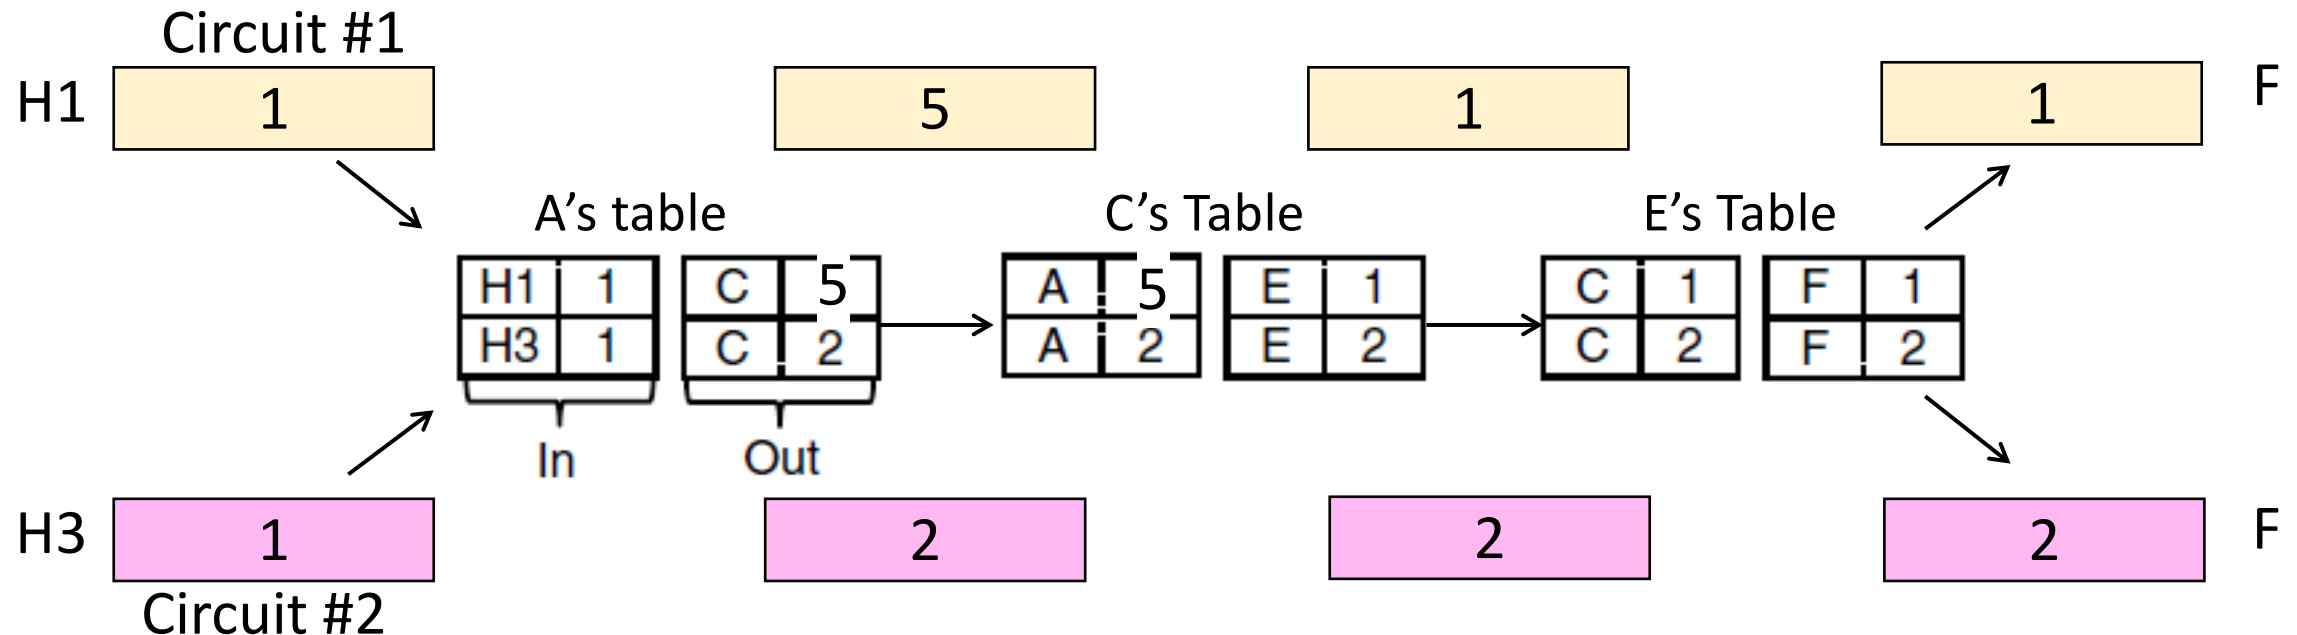 Circuit #1
H1 1 5 1 1 F
A’s table C’s Table E’s Table
H1 1 C 5 A 5 E 1 C 1 F 1
H3 1 C 2 A 2 E 2 C 2 F 2
In Out
H3 1 2 2 2 F
Circuit #2